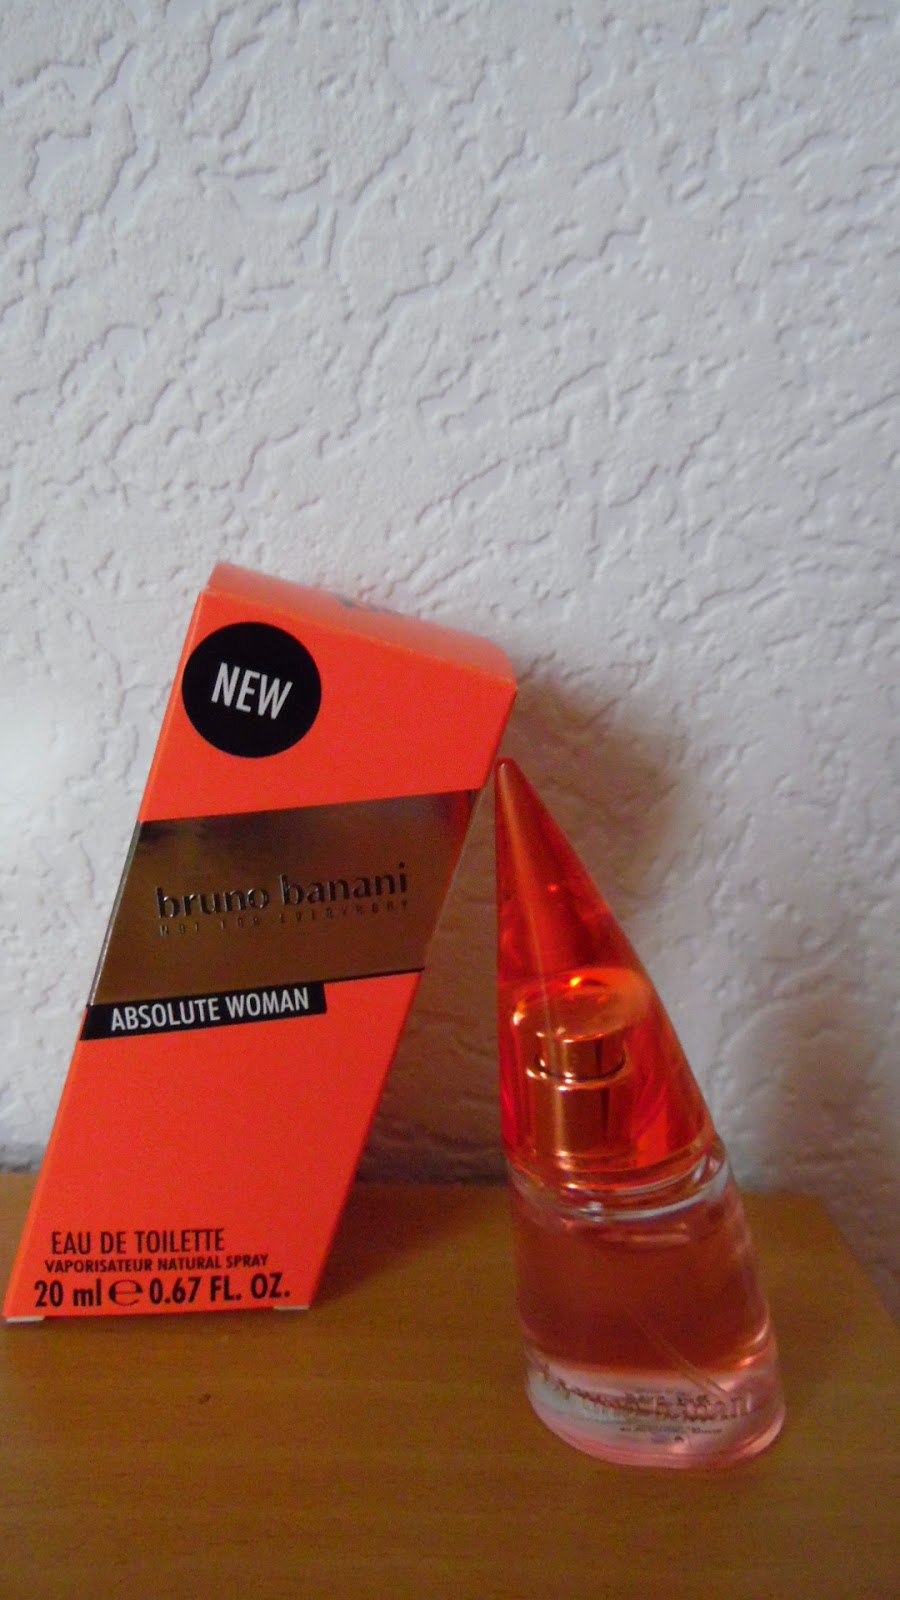 NEW
bruno banani
NOT FOR EVERYBODY
ABSOLUTE WOMAN
EAU DE TOILETTE
VAPORISATEUR NATURAL SPRAY
20 ml ℮ 0.67 FL. OZ.